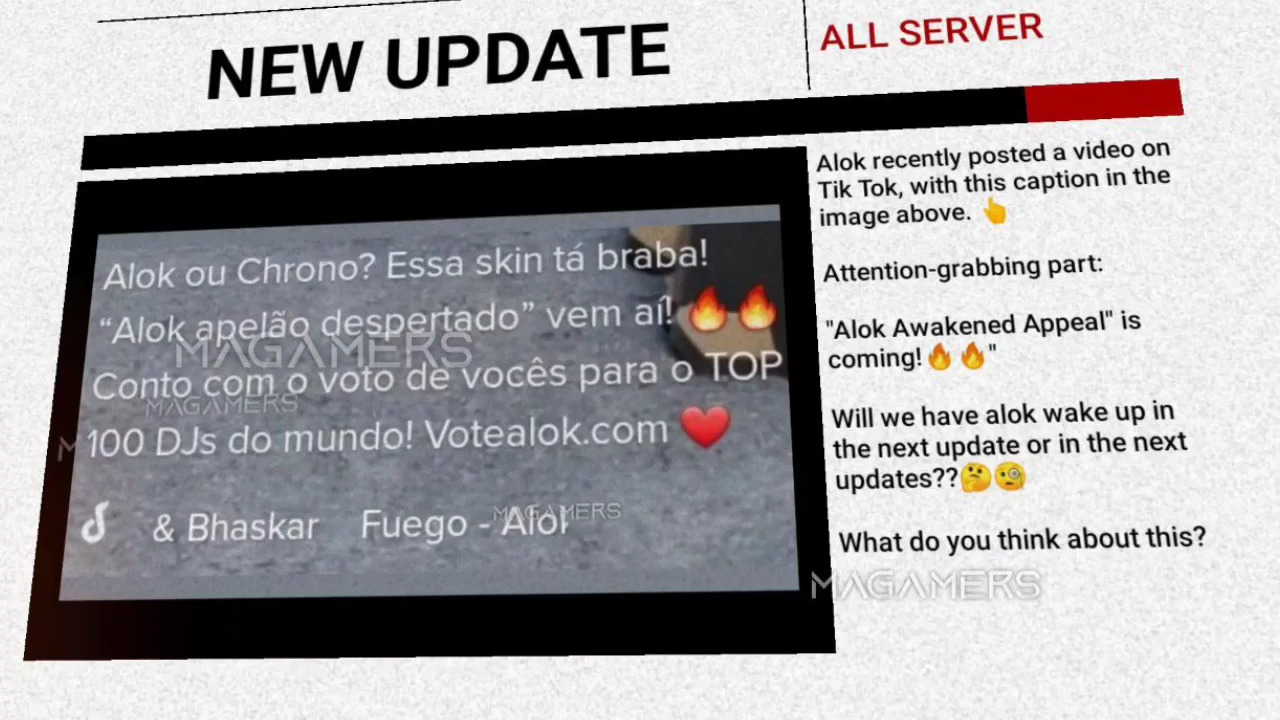 NEW UPDATE
ALL SERVER
Alok ou Chrono? Essa skin tá braba!
“Alok apelão despertado” vem aí! 🔥🔥
Conto com o voto de vocês para o TOP
100 DJs do mundo! Votealok.com ❤️
& Bhaskar Fuego - Alok
MAGAMERS
MAGAMERS
MAGAMERS
Alok recently posted a video on
Tik Tok, with this caption in the
image above. 👆
Attention-grabbing part:
"Alok Awakened Appeal" is
coming!🔥🔥"
Will we have alok wake up in
the next update or in the next
updates??🤔🧐
What do you think about this?
MAGAMERS